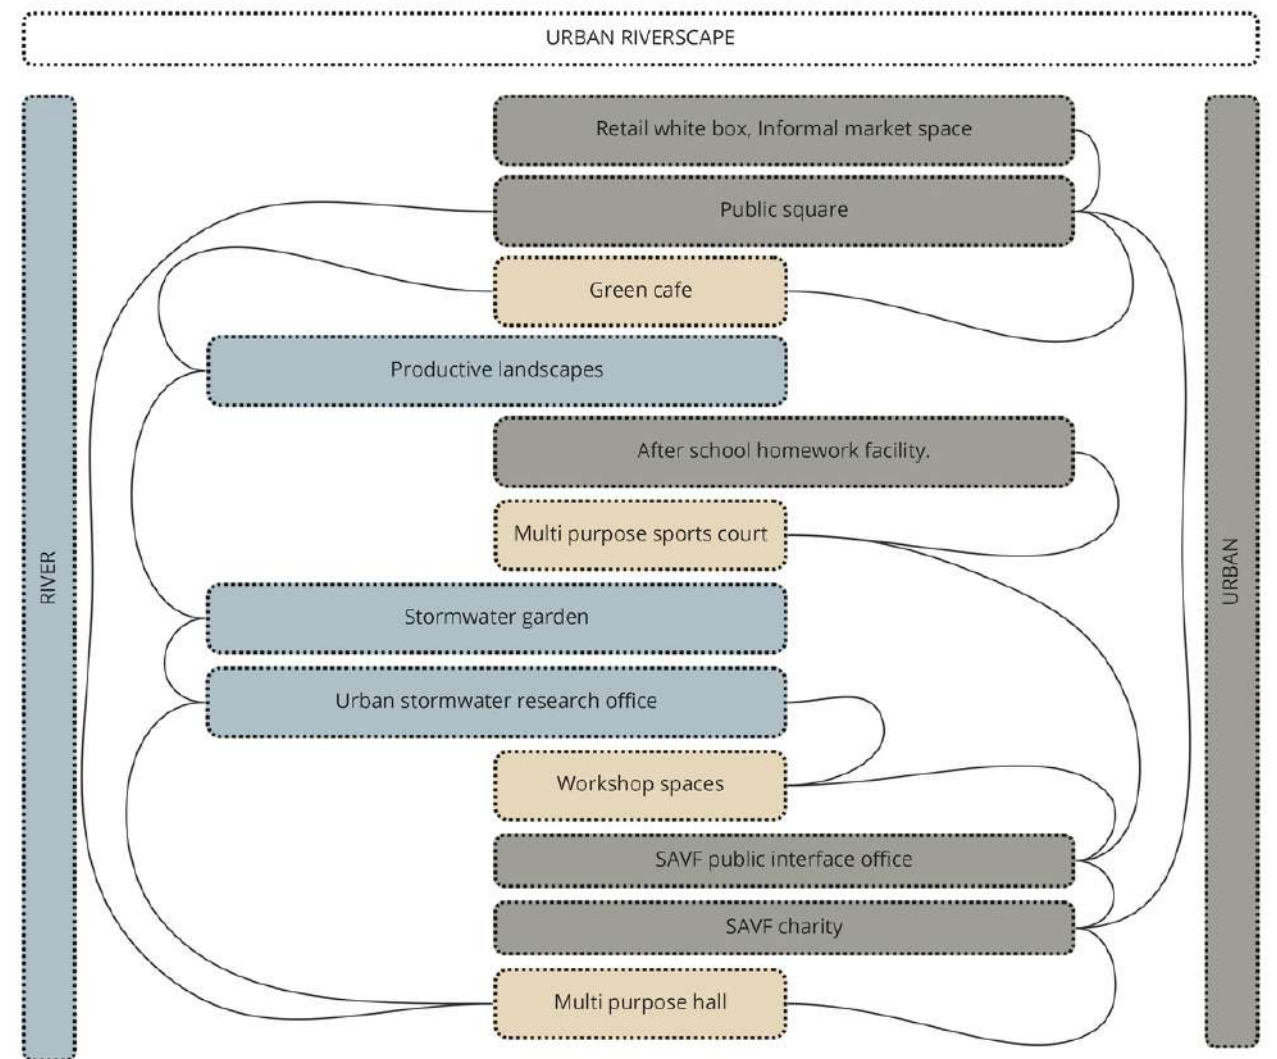 URBAN RIVERSCAPE
Retail white box, Informal market space
Public square
Green cafe
Productive landscapes
After school homework facility.
Multi purpose sports court
RIVER
URBAN
Stormwater garden
Urban stormwater research office
Workshop spaces
SAVF public interface office
SAVF charity
Multi purpose hall